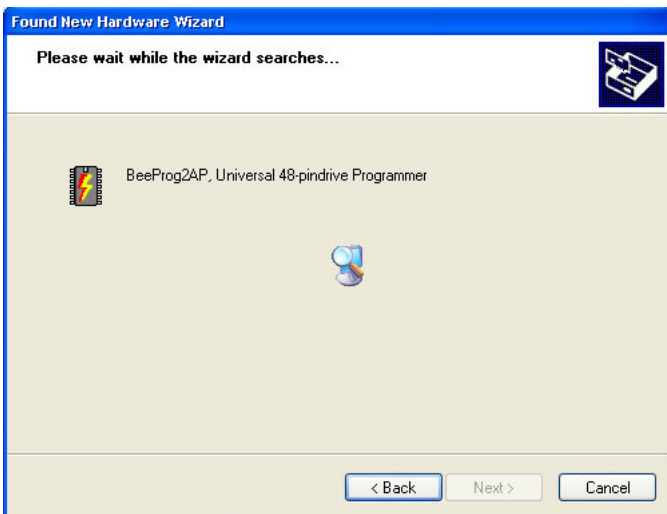 Found New Hardware Wizard
Please wait while the wizard searches...
BeeProg2AP, Universal 48-pindrive Programmer
< Back
Next >
Cancel